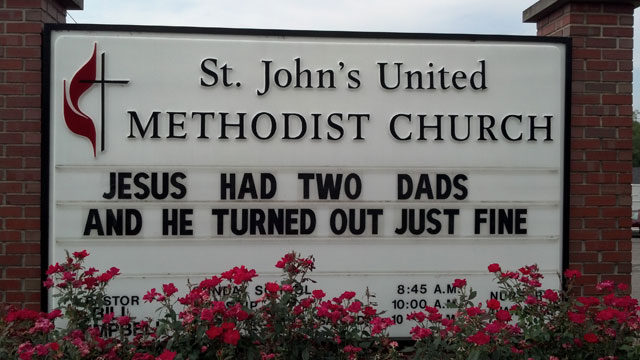 St. John's United
METHODIST CHURCH
JESUS HAD TWO DADS
AND HE TURNED OUT JUST FINE
8:45 A.M.
10:00 A.M.
BILL